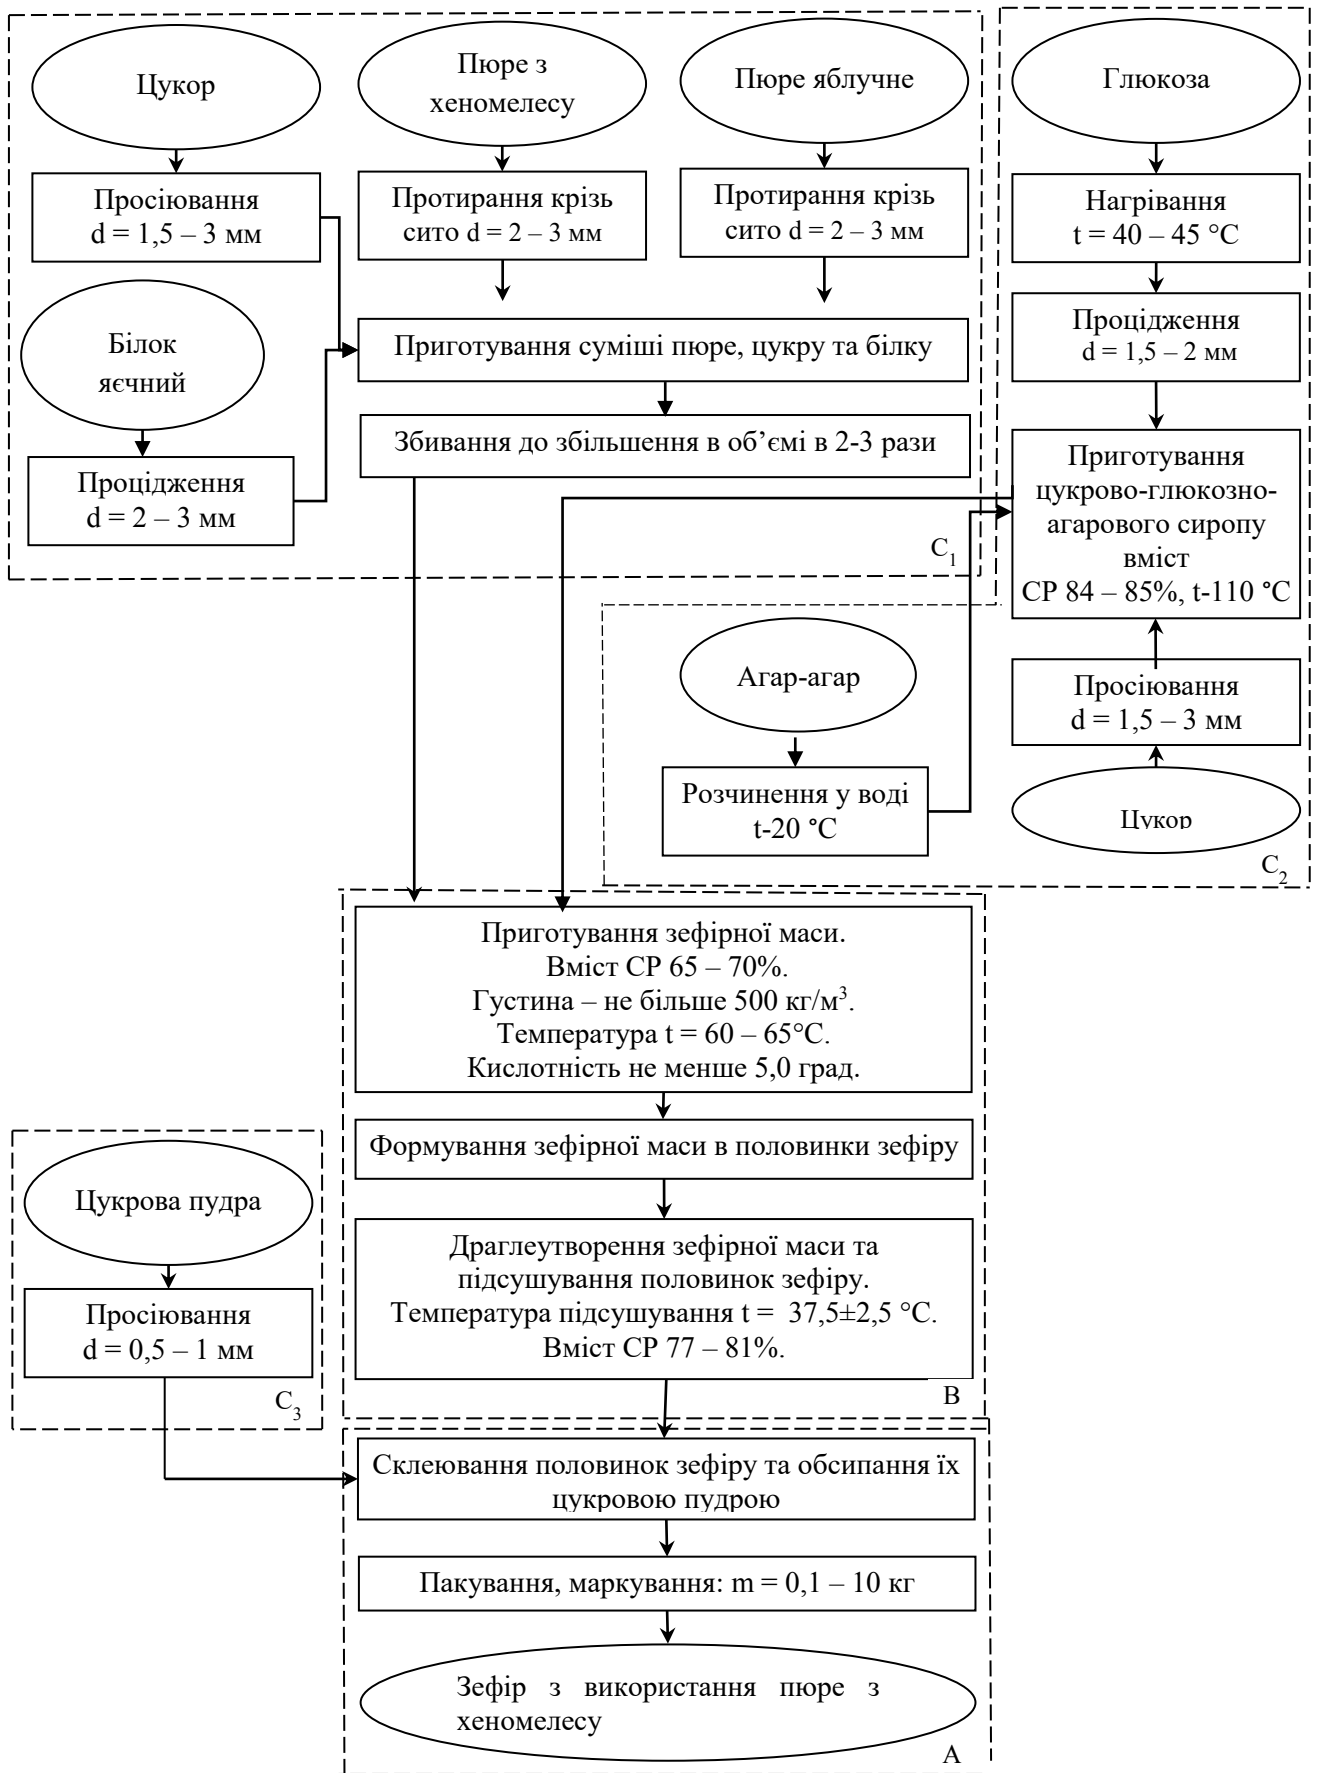 Цукор
Просіювання
d = 1,5 – 3 мм
Пюре з
хеномелесу
Протирання крізь
сито d = 2 – 3 мм
Пюре яблучне
Протирання крізь
сито d = 2 – 3 мм
Білок
яєчний
Процідження
d = 2 – 3 мм
Приготування суміші пюре, цукру та білку
Збивання до збільшення в об’ємі в 2-3 рази
C1
Глюкоза
Нагрівання
t = 40 – 45 °C
Процідження
d = 1,5 – 2 мм
Приготування
цукрово-глюкозно-
агарового сиропу
вміст
СР 84 – 85%, t-110 °C
Просіювання
d = 1,5 – 3 мм
Цукор
Агар-агар
Розчинення у воді
t-20 °C
C2
Приготування зефірної маси.
Вміст СР 65 – 70%.
Густина – не більше 500 кг/м³.
Температура t = 60 – 65°C.
Кислотність не менше 5,0 град.
Формування зефірної маси в половинки зефіру
Драглеутворення зефірної маси та
підсушування половинок зефіру.
Температура підсушування t = 37,5±2,5 °C.
Вміст СР 77 – 81%.
B
Цукрова пудра
Просіювання
d = 0,5 – 1 мм
C3
Склеювання половинок зефіру та обсипання їх
цукровою пудрою
Пакування, маркування: m = 0,1 – 10 кг
Зефір з використання пюре з
хеномелесу
A